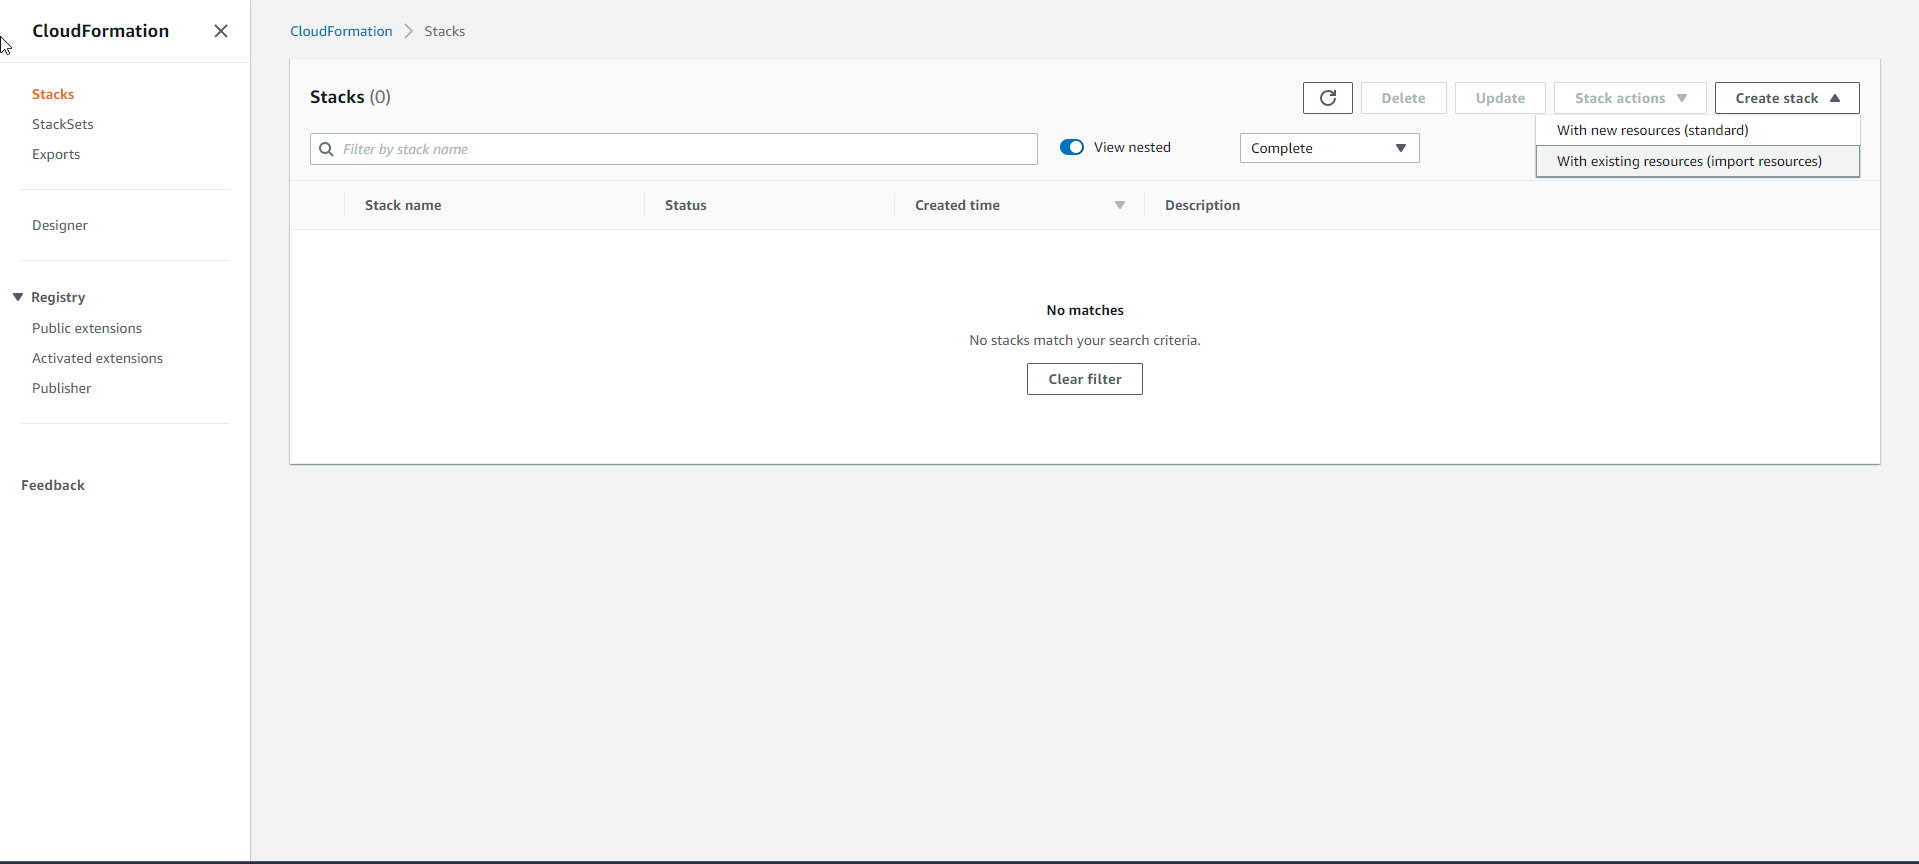 CloudFormation
Stacks
StackSets
Exports
Designer
Registry
Public extensions
Activated extensions
Publisher
Feedback
CloudFormation Stacks
Stacks (0)
Delete Update Stack actions Create stack
With new resources (standard)
With existing resources (import resources)
Filter by stack name View nested Complete
Stack name Status Created time Description
No matches
No stacks match your search criteria.
Clear filter